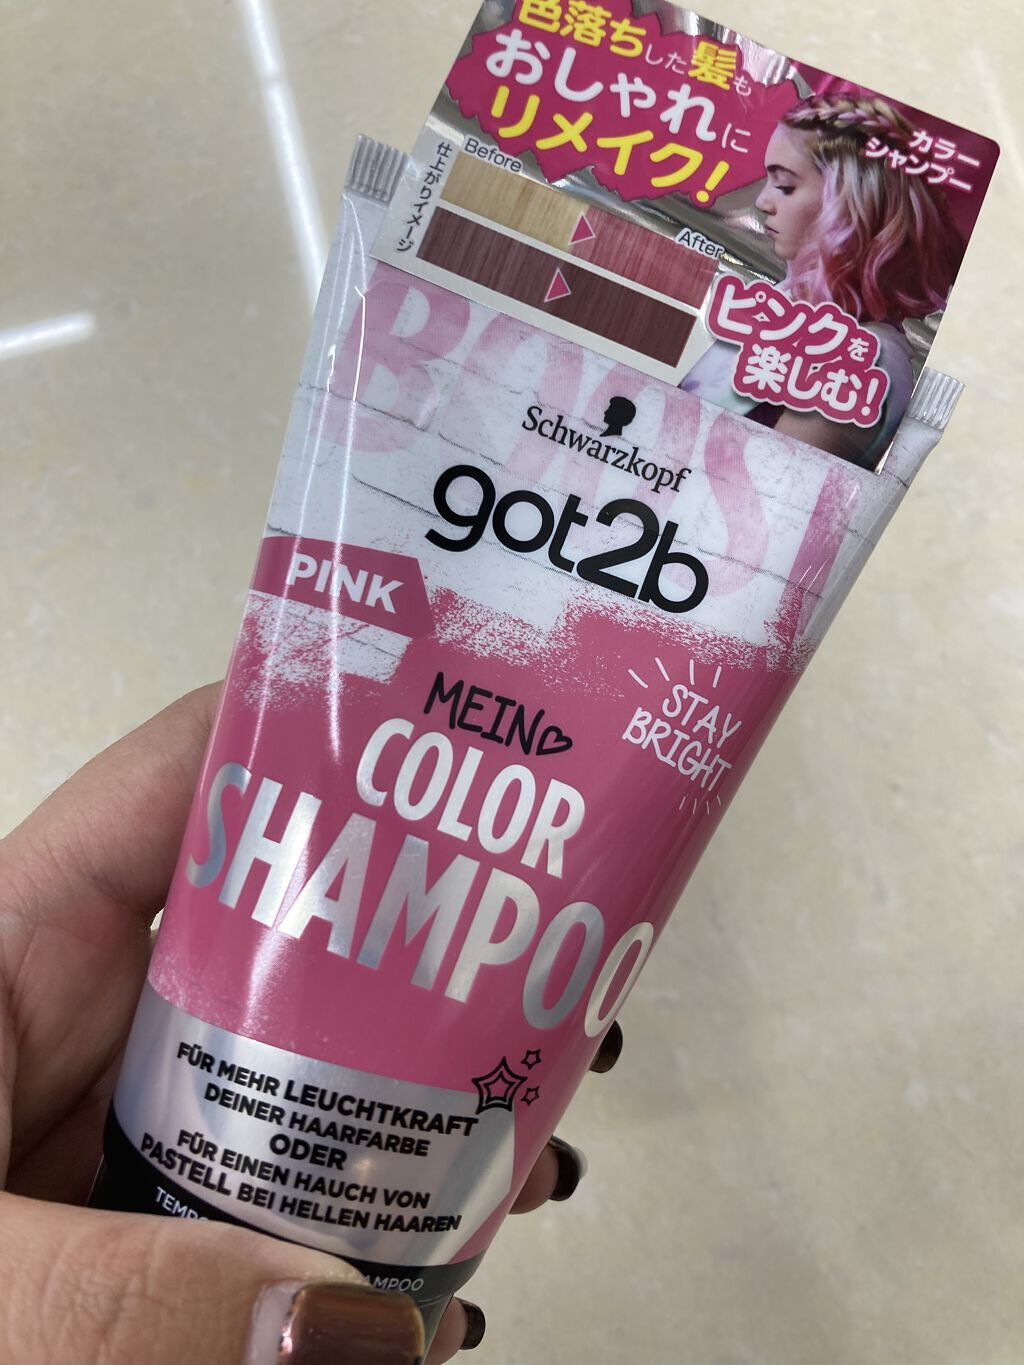 色落ちした髪も
おしゃれに
リメイク!
カラー
シャンプー
仕上がりイメージ
Before
After
ピンクを
楽しむ!
BOOST
Schwarzkopf
got2b
PINK
MEIN
COLOR
SHAMPOO
STAY
BRIGHT
FÜR MEHR LEUCHTKRAFT
DEINER HAARFARBE
ODER
FÜR EINEN HAUCH VON
PASTELL BEI HELLEN HAAREN